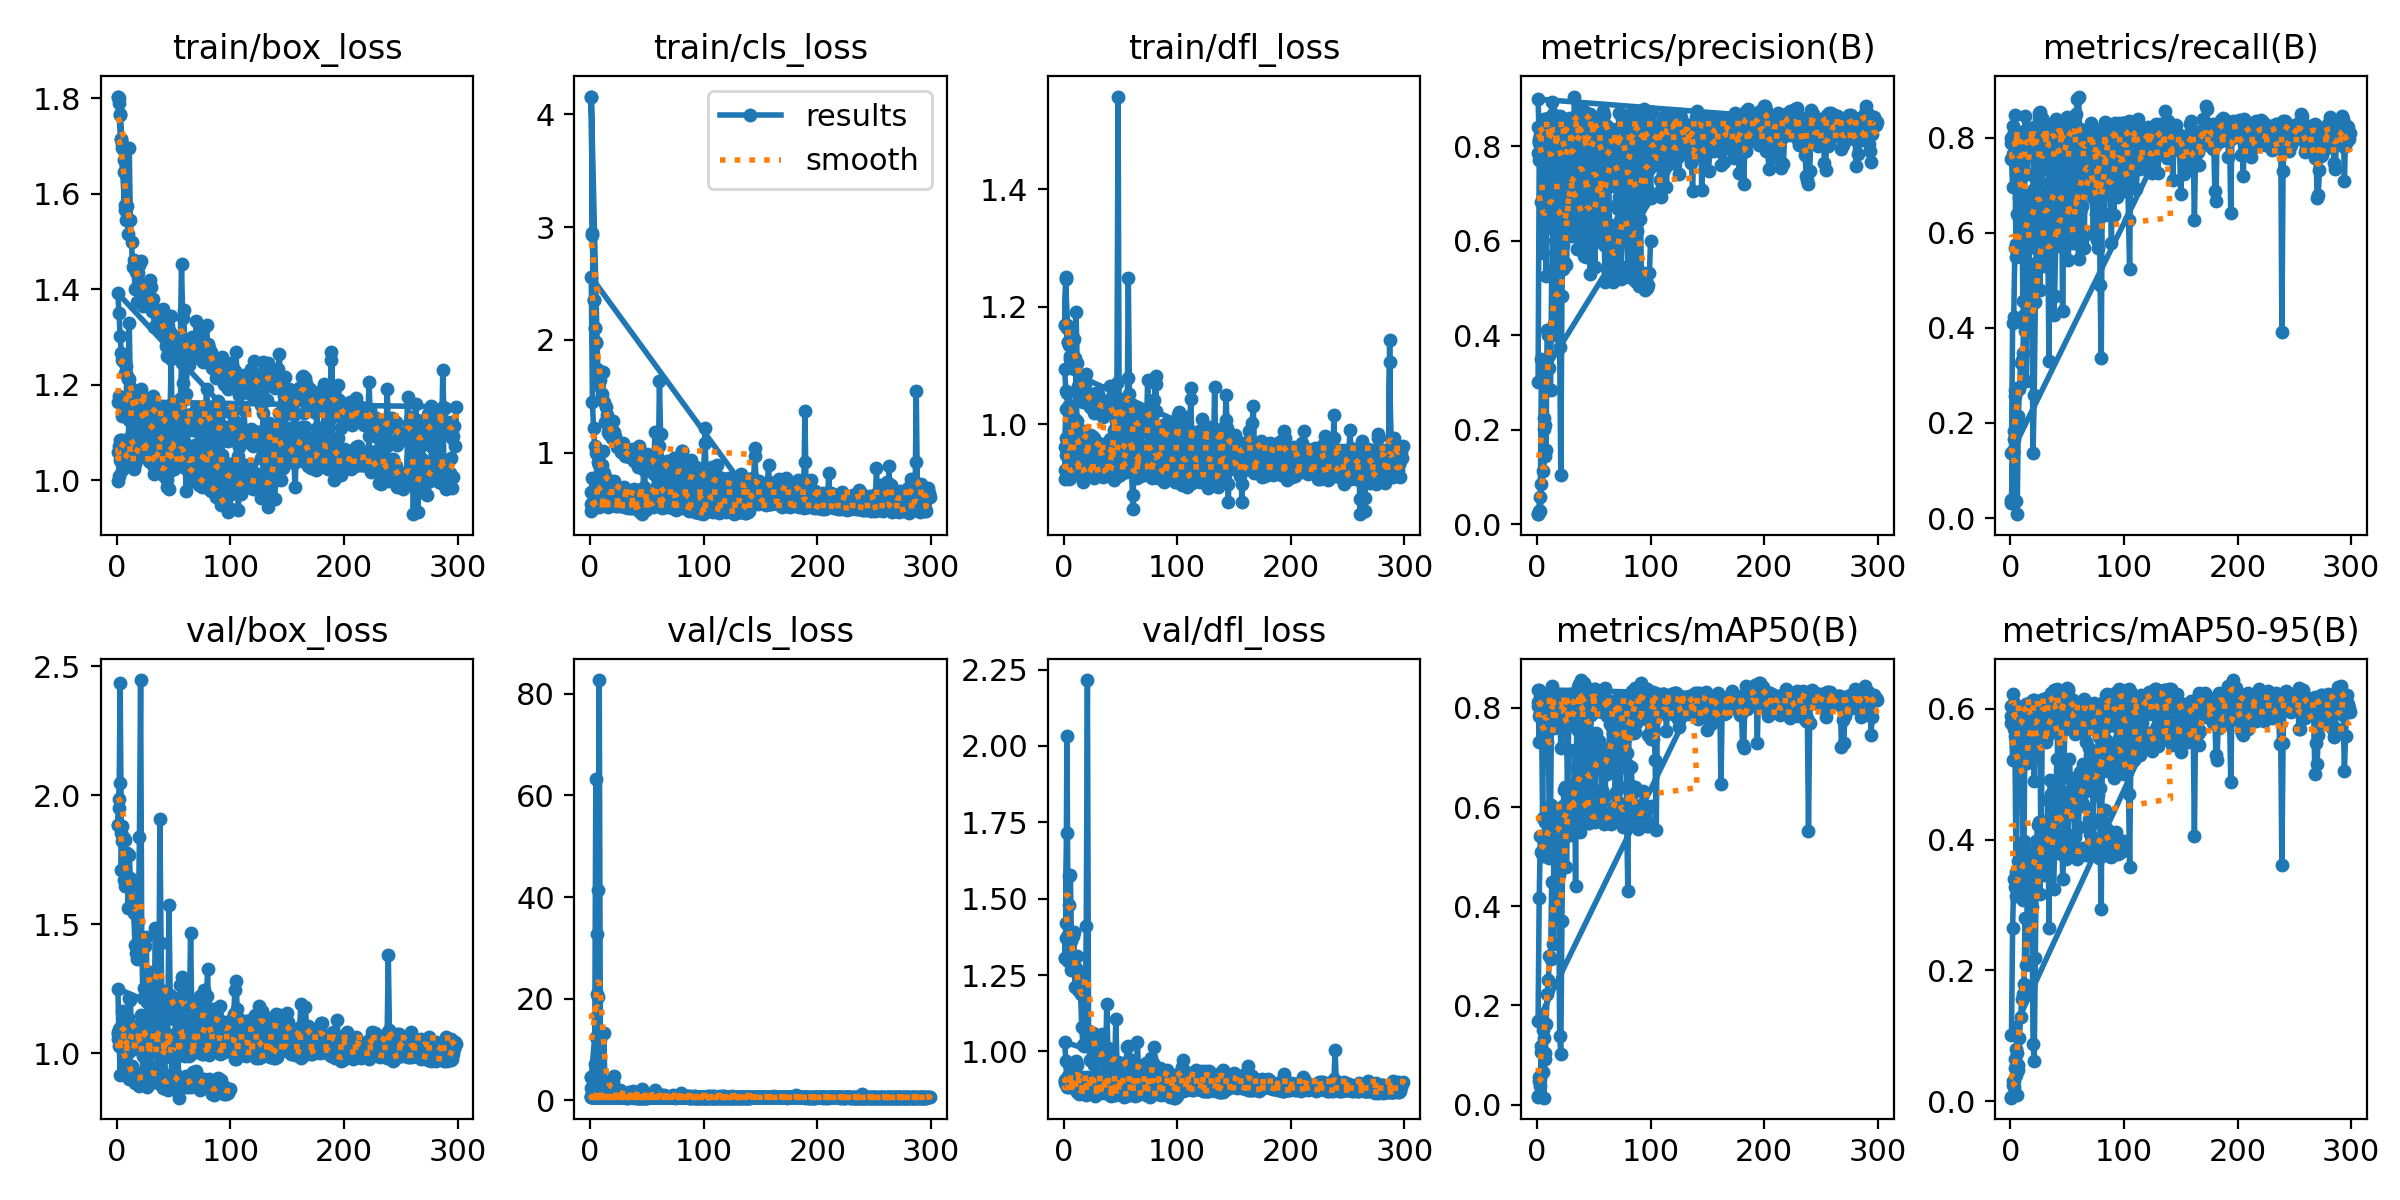 train/box_loss
1.8
1.6
1.4
1.2
1.0
0 100 200 300
train/cls_loss
results
smooth
4
3
2
1
0 100 200 300
train/dfl_loss
1.4
1.2
1.0
0 100 200 300
metrics/precision(B)
0.8
0.6
0.4
0.2
0.0
0 100 200 300
metrics/recall(B)
0.8
0.6
0.4
0.2
0.0
0 100 200 300
val/box_loss
2.5
2.0
1.5
1.0
0 100 200 300
val/cls_loss
80
60
40
20
0
0 100 200 300
val/dfl_loss
2.25
2.00
1.75
1.50
1.25
1.00
0 100 200 300
metrics/mAP50(B)
0.8
0.6
0.4
0.2
0.0
0 100 200 300
metrics/mAP50-95(B)
0.6
0.4
0.2
0.0
0 100 200 300